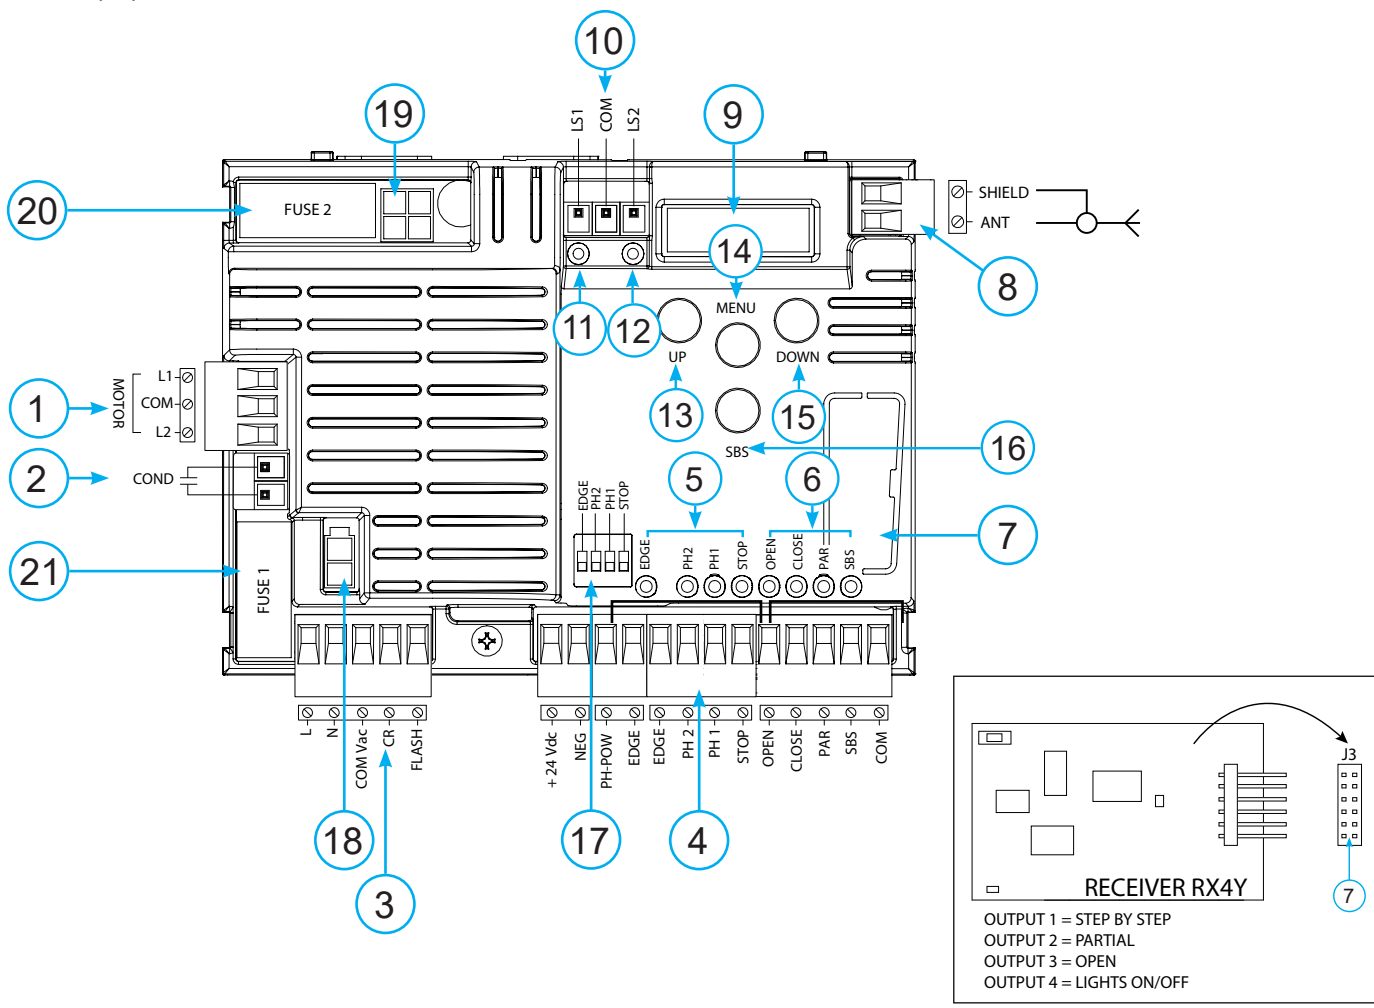 10
LS1
COM
LS2
19
9
20
FUSE 2
SHIELD
ANT
14
8
MENU
11
12
UP
DOWN
13
15
SBS
16
1
MOTOR
L1
COM
L2
2
COND
5
6
7
EDGE
PH2
PH1
STOP
EDGE
PH2
PH1
STOP
OPEN
CLOSE
PAR
SBS
21
FUSE 1
L
N
COM Vac
CR
FLASH
+ 24 Vdc
NEG
PH-POW
EDGE
EDGE
PH 2
PH 1
STOP
OPEN
CLOSE
PAR
SBS
COM
18
17
4
3
J3
7
RECEIVER RX4Y
OUTPUT 1 = STEP BY STEP
OUTPUT 2 = PARTIAL
OUTPUT 3 = OPEN
OUTPUT 4 = LIGHTS ON/OFF